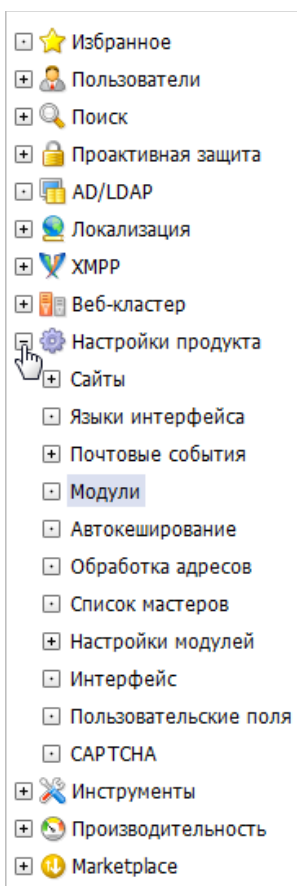 Избранное
Пользователи
Поиск
Проактивная защита
AD/LDAP
Локализация
XMPP
Веб-кластер
Настройки продукта
Сайты
Языки интерфейса
Почтовые события
Модули
Автокеширование
Обработка адресов
Список мастеров
Настройки модулей
Интерфейс
Пользовательские поля
CAPTCHA
Инструменты
Производительность
Marketplace